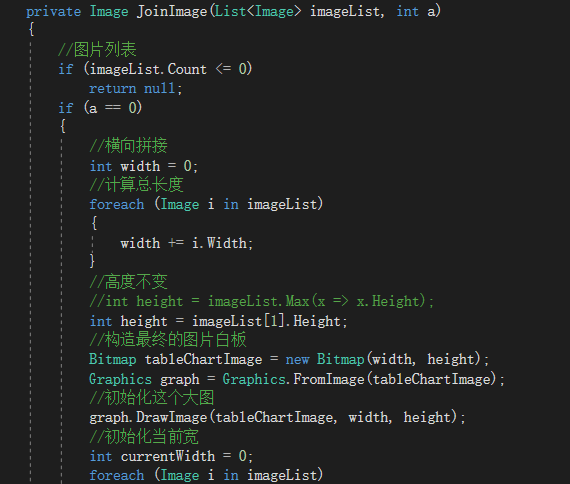 private Image JoinImage(List<Image> imageList, int a)
{
//图片列表
if (imageList.Count <= 0)
return null;
if (a == 0)
{
//横向拼接
int width = 0;
//计算总长度
foreach (Image i in imageList)
{
width += i.Width;
}
//高度不变
//int height = imageList.Max(x => x.Height);
int height = imageList[1].Height;
//构造最终的图片白板
Bitmap tableChartImage = new Bitmap(width, height);
Graphics graph = Graphics.FromImage(tableChartImage);
//初始化这个大图
graph.DrawImage(tableChartImage, width, height);
//初始化当前宽
int currentWidth = 0;
foreach (Image i in imageList)